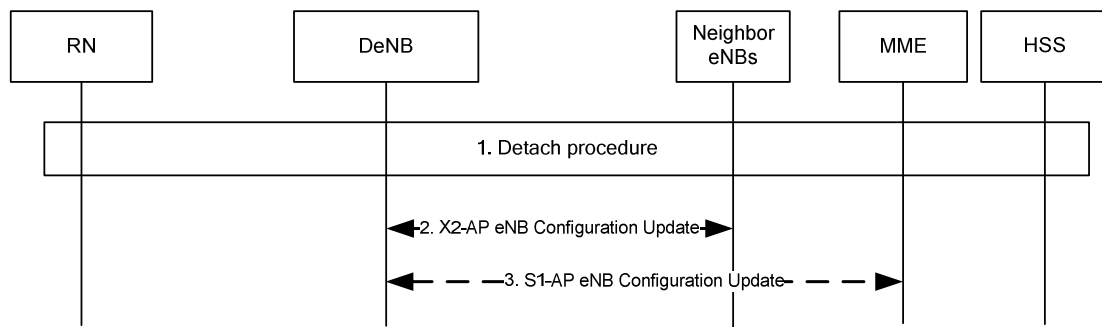 RN
DeNB
Neighbor
eNBs
MME
HSS
1. Detach procedure
2. X2-AP eNB Configuration Update
3. S1-AP eNB Configuration Update